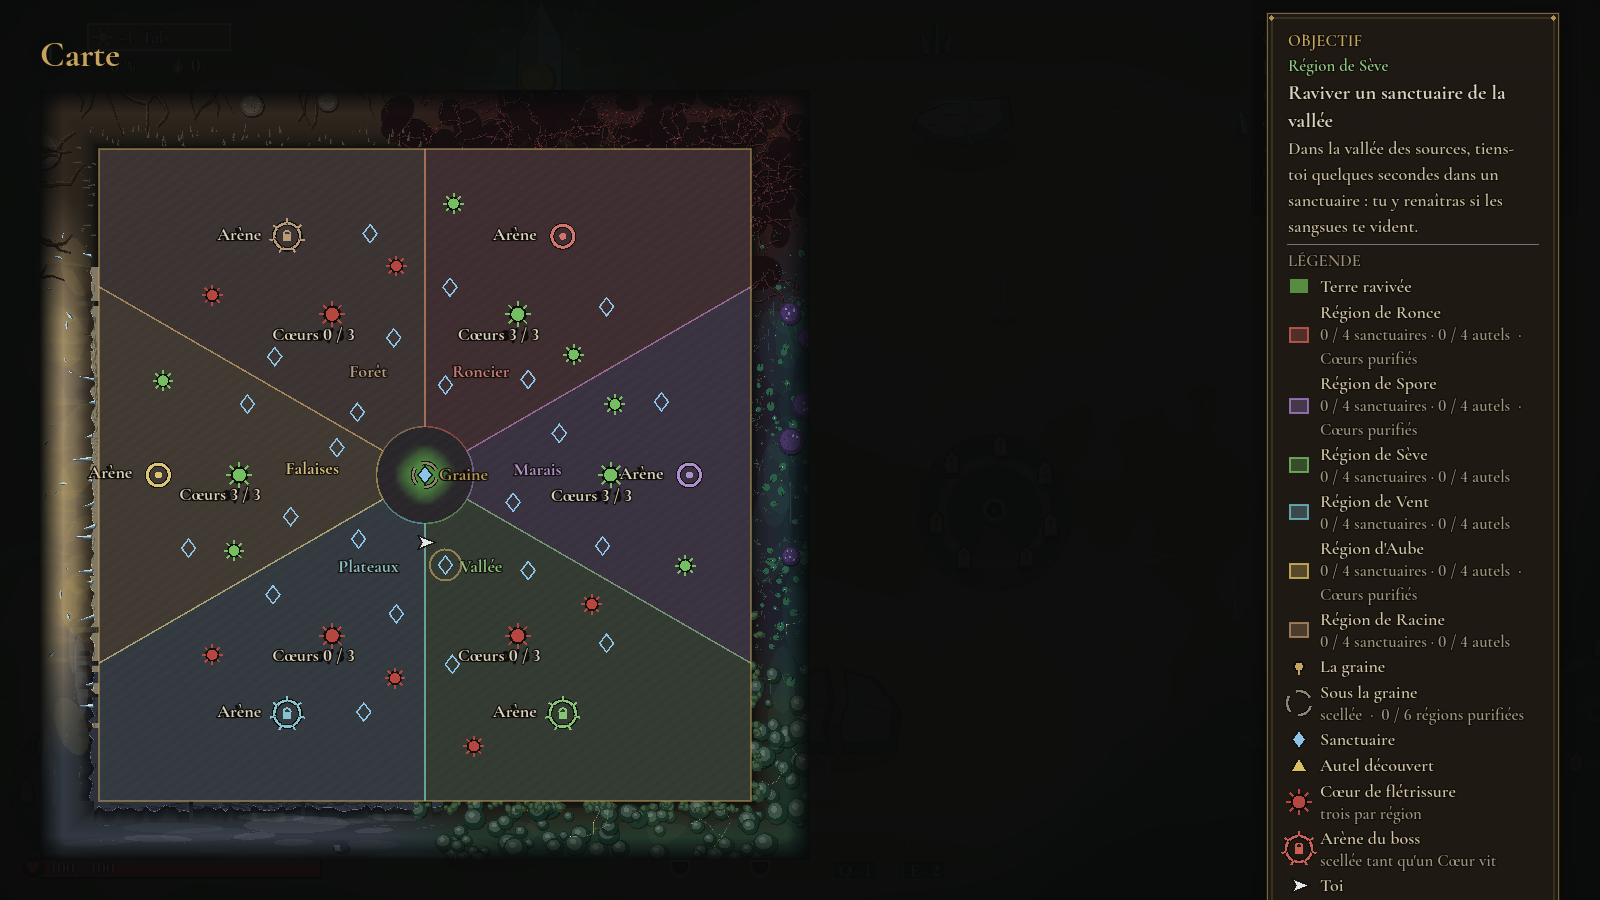 Carte
Arène
Arène
Cœurs 0 / 3
Cœurs 3 / 3
Forêt
Roncier
Arène
Falaises
Cœurs 3 / 3
Graine
Marais
Arène
Cœurs 3 / 3
Plateaux
Vallée
Cœurs 0 / 3
Cœurs 0 / 3
Arène
Arène
OBJECTIF
Région de Sève
Raviver un sanctuaire de la
vallée
Dans la vallée des sources, tiens-
toi quelques secondes dans un
sanctuaire : tu y renaîtras si les
sangsues te vident.
LÉGENDE
Terre ravivée
Région de Ronce
0 / 4 sanctuaires · 0 / 4 autels ·
Cœurs purifiés
Région de Spore
0 / 4 sanctuaires · 0 / 4 autels ·
Cœurs purifiés
Région de Sève
0 / 4 sanctuaires · 0 / 4 autels
Région de Vent
0 / 4 sanctuaires · 0 / 4 autels
Région d'Aube
0 / 4 sanctuaires · 0 / 4 autels ·
Cœurs purifiés
Région de Racine
0 / 4 sanctuaires · 0 / 4 autels
La graine
Sous la graine
scellée · 0 / 6 régions purifiées
Sanctuaire
Autel découvert
Cœur de flétrissure
trois par région
Arène du boss
scellée tant qu'un Cœur vit
Toi